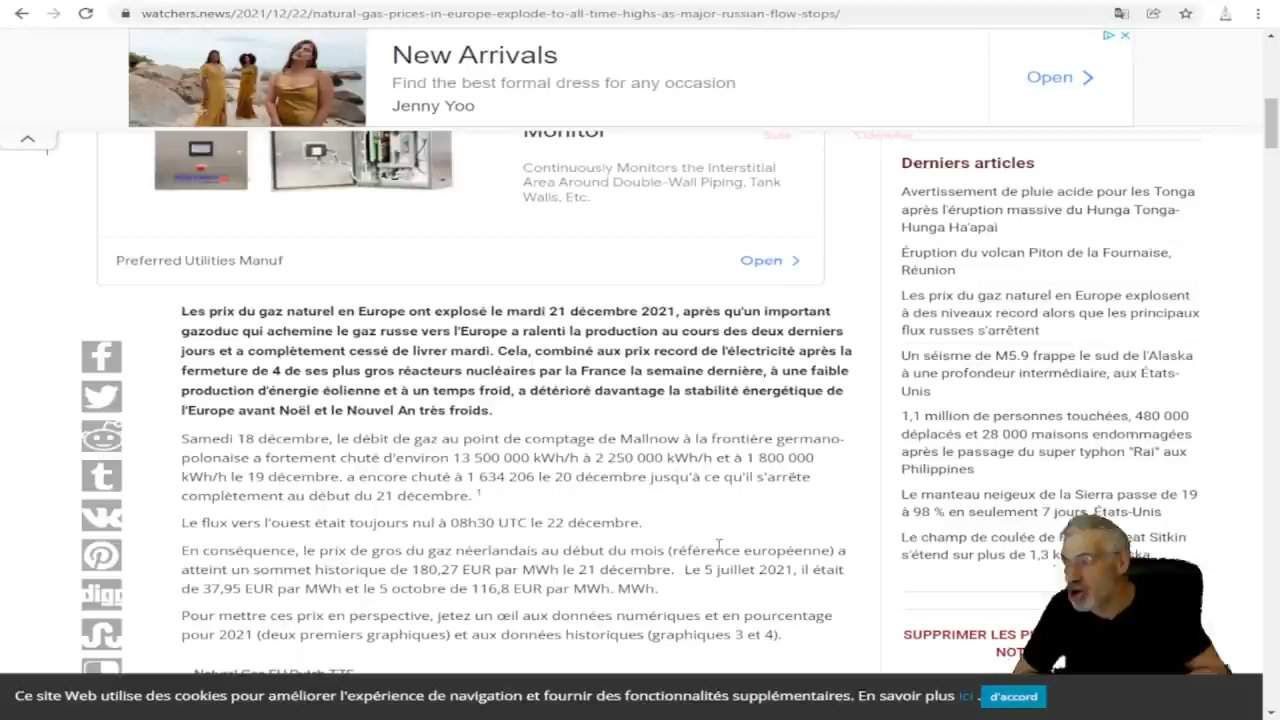 watchers.news/2021/12/22/natural-gas-prices-in-europe-explode-to-all-time-highs-as-major-russian-flow-stops/
New Arrivals
Find the best formal dress for any occasion
Jenny Yoo
Open
Monitor
Continuously Monitors the Interstitial
Area Around Double-Wall Piping, Tank
Walls, Etc.
Preferred Utilities Manuf
Open
Les prix du gaz naturel en Europe ont explosé le mardi 21 décembre 2021, après qu'un important
gazoduc qui achemine le gaz russe vers l'Europe a ralenti la production au cours des deux derniers
jours et a complètement cessé de livrer mardi. Cela, combiné aux prix record de l'électricité après la
fermeture de 4 de ses plus gros réacteurs nucléaires par la France la semaine dernière, à une faible
production d'énergie éolienne et à un temps froid, a détérioré davantage la stabilité énergétique de
l'Europe avant Noël et le Nouvel An très froids.
Samedi 18 décembre, le débit de gaz au point de comptage de Mallnow à la frontière germano-
polonaise a fortement chuté d'environ 13 500 000 kWh/h à 2 250 000 kWh/h et à 1 800 000
kWh/h le 19 décembre. a encore chuté à 1 634 206 le 20 décembre jusqu'à ce qu'il s'arrête
complètement au début du 21 décembre. 1
Le flux vers l'ouest était toujours nul à 08h30 UTC le 22 décembre.
En conséquence, le prix de gros du gaz néerlandais au début du mois (référence européenne) a
atteint un sommet historique de 180,27 EUR par MWh le 21 décembre. Le 5 juillet 2021, il était
de 37,95 EUR par MWh et le 5 octobre de 116,8 EUR par MWh. MWh.
Pour mettre ces prix en perspective, jetez un œil aux données numériques et en pourcentage
pour 2021 (deux premiers graphiques) et aux données historiques (graphiques 3 et 4).
Natural Gas EU Dutch TTF
Suite
S'identifier
Derniers articles
Avertissement de pluie acide pour les Tonga
après l'éruption massive du Hunga Tonga-
Hunga Ha'apai
Éruption du volcan Piton de la Fournaise,
Réunion
Les prix du gaz naturel en Europe explosent
à des niveaux record alors que les principaux
flux russes s'arrêtent
Un séisme de M5.9 frappe le sud de l'Alaska
à une profondeur intermédiaire, aux États-
Unis
1,1 million de personnes touchées, 480 000
déplacés et 28 000 maisons endommagées
après le passage du super typhon "Rai" aux
Philippines
Le manteau neigeux de la Sierra passe de 19
à 98 % en seulement 7 jours, États-Unis
Le champ de coulée de Sitkin
s'étend sur plus de 1,3
SUPPRIMER LES
Ce site Web utilise des cookies pour améliorer l'expérience de navigation et fournir des fonctionnalités supplémentaires. En savoir plus ici . d'accord